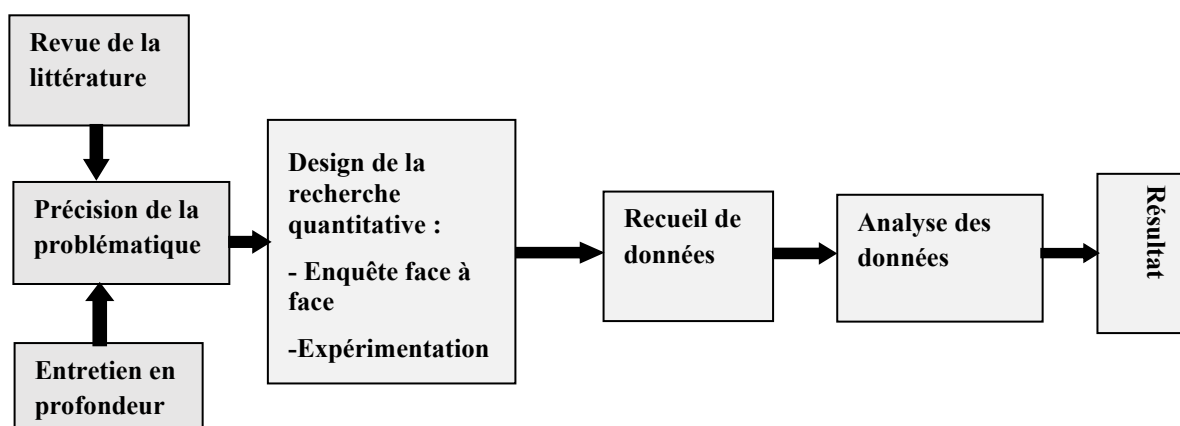 Revue de la
littérature
Précision de la
problématique
Entretien en
profondeur
Design de la
recherche
quantitative :
- Enquête face à
face
-Expérimentation
Recueil de
données
Analyse des
données
Résultat